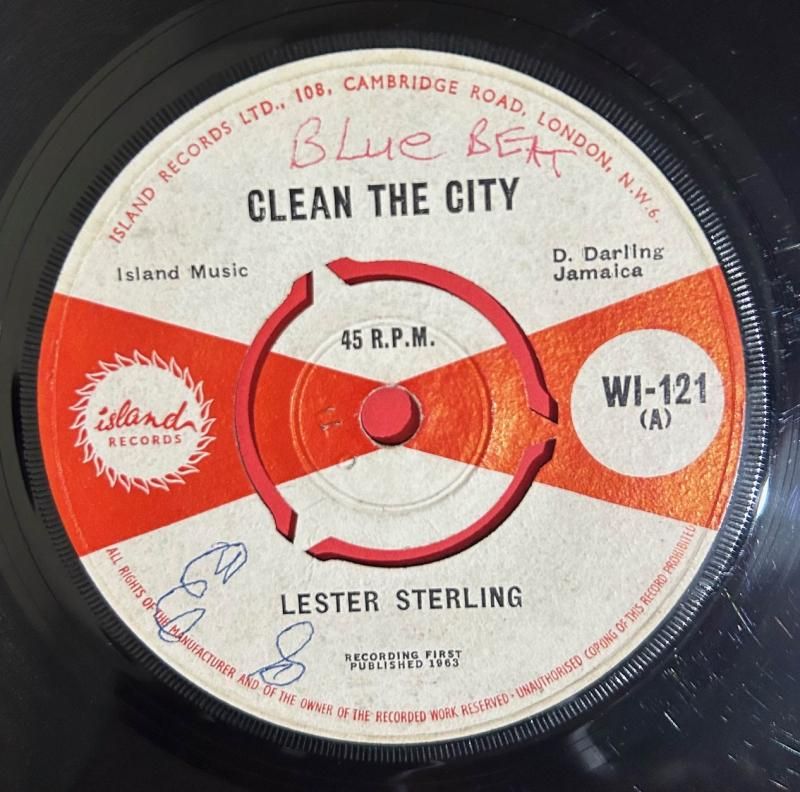 ISLAND RECORDS LTD., 108, CAMBRIDGE ROAD, LONDON, N.W.6.
BLue BEAT
CLEAN THE CITY
Island Music
D. Darling
Jamaica
45 R.P.M.
island
RECORDS
WI-121
(A)
LESTER STERLING
RECORDING FIRST
PUBLISHED 1963
ALL RIGHTS OF THE MANUFACTURER AND OF THE OWNER OF THE RECORDED WORK RESERVED · UNAUTHORISED COPYING OF THIS RECORD PROHIBITED